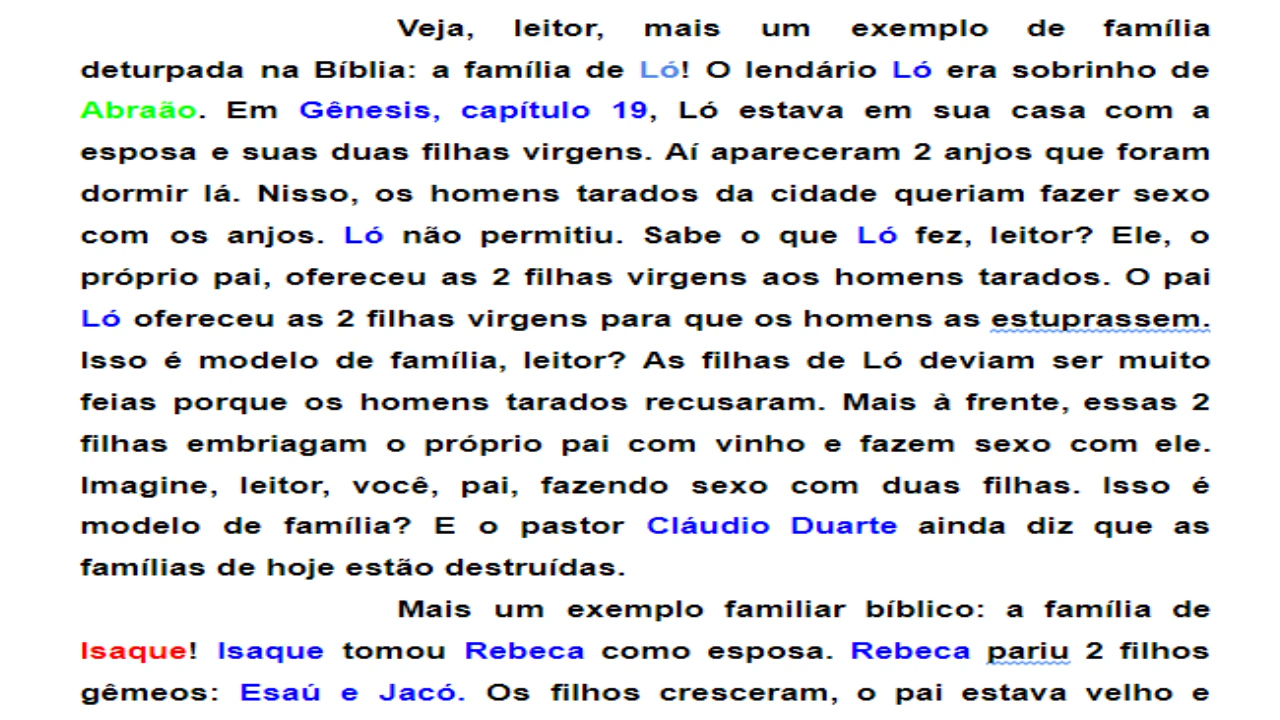 Veja, leitor, mais um exemplo de família
deturpada na Bíblia: a família de Ló! O lendário Ló era sobrinho de
Abraão. Em Gênesis, capítulo 19, Ló estava em sua casa com a
esposa e suas duas filhas virgens. Aí apareceram 2 anjos que foram
dormir lá. Nisso, os homens tarados da cidade queriam fazer sexo
com os anjos. Ló não permitiu. Sabe o que Ló fez, leitor? Ele, o
próprio pai, ofereceu as 2 filhas virgens aos homens tarados. O pai
Ló ofereceu as 2 filhas virgens para que os homens as estuprassem.
Isso é modelo de família, leitor? As filhas de Ló deviam ser muito
feias porque os homens tarados recusaram. Mais à frente, essas 2
filhas embriagam o próprio pai com vinho e fazem sexo com ele.
Imagine, leitor, você, pai, fazendo sexo com duas filhas. Isso é
modelo de família? E o pastor Cláudio Duarte ainda diz que as
famílias de hoje estão destruídas.
Mais um exemplo familiar bíblico: a família de
Isaque! Isaque tomou Rebeca como esposa. Rebeca pariu 2 filhos
gêmeos: Esaú e Jacó. Os filhos cresceram, o pai estava velho e